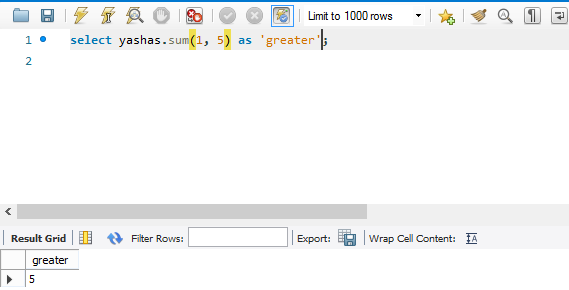 Limit to 1000 rows
1 select yashas.sum(1, 5) as 'greater';
2
Result Grid Filter Rows: Export: Wrap Cell Content:
greater
5